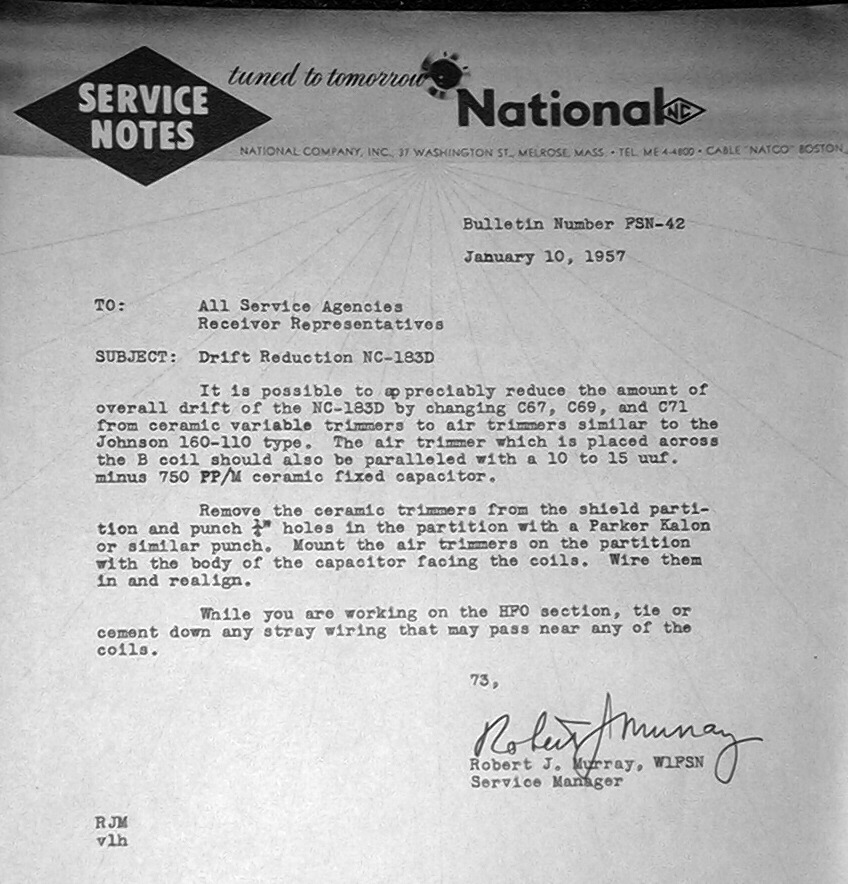 SERVICE NOTES
tuned to tomorrow
National NC
NATIONAL COMPANY, INC., 37 WASHINGTON ST., MELROSE, MASS. • TEL. ME 4-4800 • CABLE "NATCO" BOSTON
Bulletin Number FSN-42
January 10, 1957
TO: All Service Agencies
Receiver Representatives
SUBJECT: Drift Reduction NC-183D
It is possible to appreciably reduce the amount of
overall drift of the NC-183D by changing C67, C69, and C71
from ceramic variable trimmers to air trimmers similar to the
Johnson 160-110 type. The air trimmer which is placed across
the B coil should also be paralleled with a 10 to 15 uuf.
minus 750 PP/M ceramic fixed capacitor.
Remove the ceramic trimmers from the shield parti-
tion and punch ¼" holes in the partition with a Parker Kalon
or similar punch. Mount the air trimmers on the partition
with the body of the capacitor facing the coils. Wire them
in and realign.
While you are working on the HFO section, tie or
cement down any stray wiring that may pass near any of the
coils.
73,
Robert J Murray
Robert J. Murray, W1FSN
Service Manager
RJM
vlh